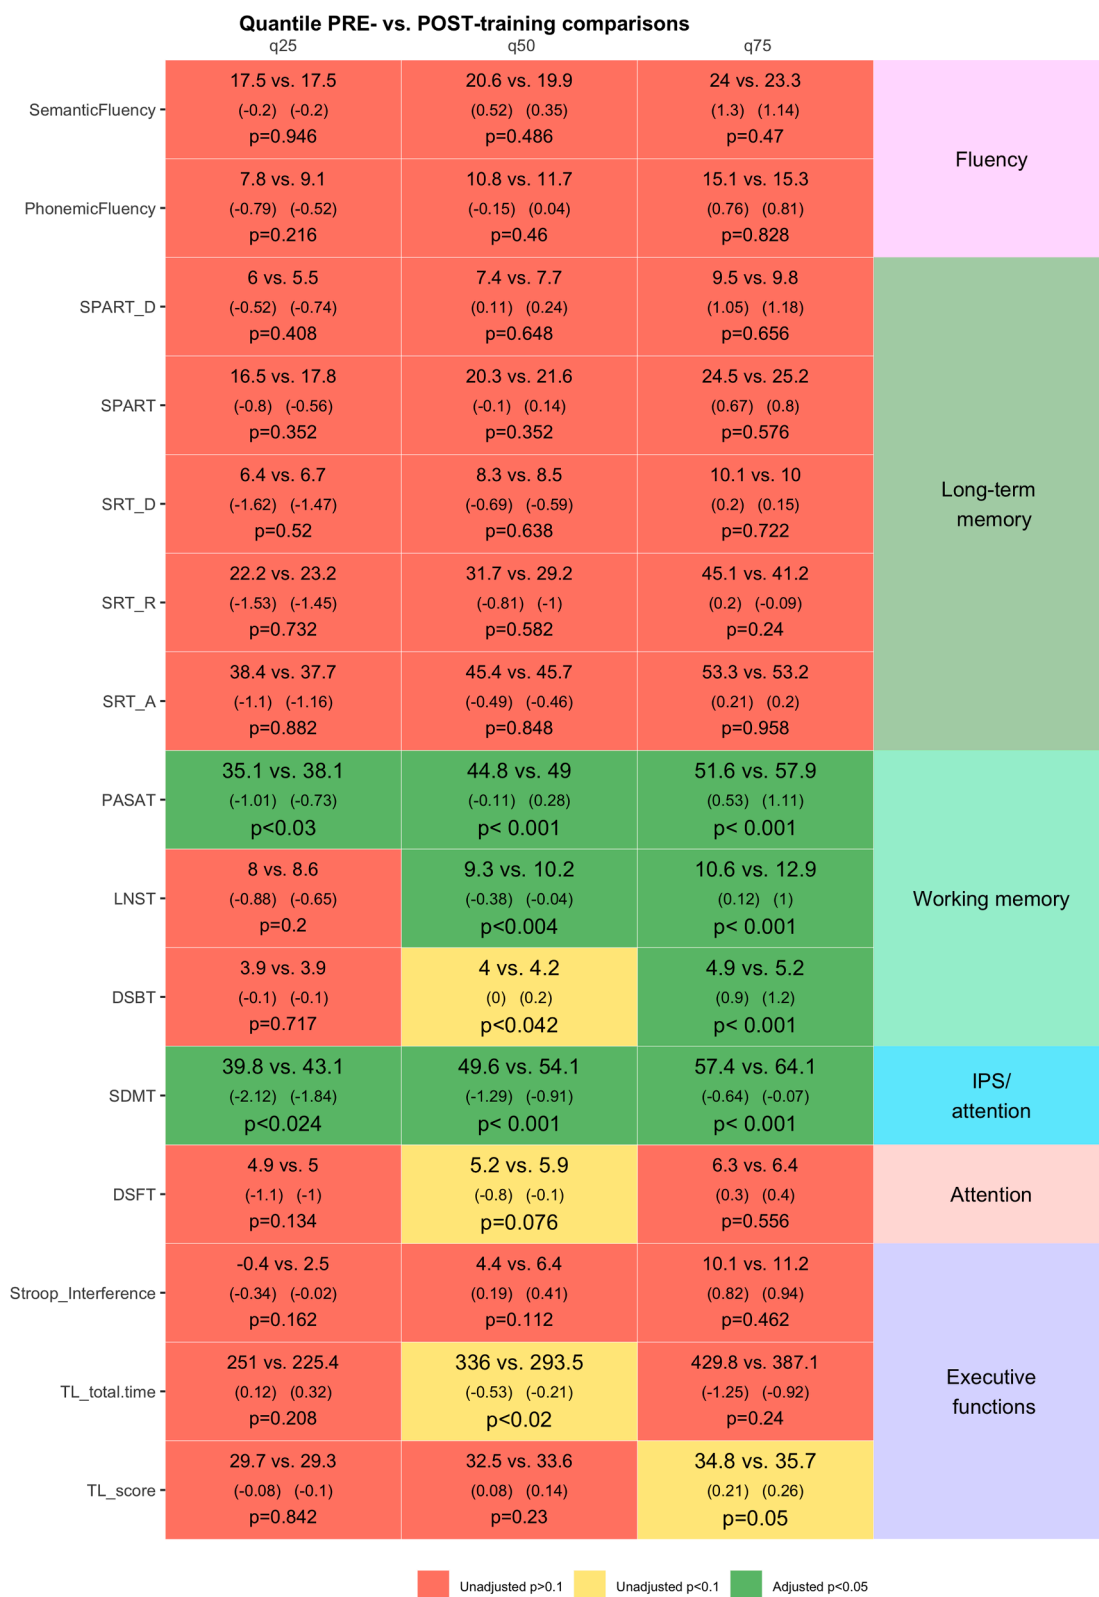 Quantile PRE- vs. POST-training comparisons
q25 q50 q75
SemanticFluency
17.5 vs. 17.5 20.6 vs. 19.9 24 vs. 23.3
(-0.2) (-0.2) (0.52) (0.35) (1.3) (1.14)
p=0.946 p=0.486 p=0.47
Fluency
PhonemicFluency
7.8 vs. 9.1 10.8 vs. 11.7 15.1 vs. 15.3
(-0.79) (-0.52) (-0.15) (0.04) (0.76) (0.81)
p=0.216 p=0.46 p=0.828
SPART_D
6 vs. 5.5 7.4 vs. 7.7 9.5 vs. 9.8
(-0.52) (-0.74) (0.11) (0.24) (1.05) (1.18)
p=0.408 p=0.648 p=0.656
SPART
16.5 vs. 17.8 20.3 vs. 21.6 24.5 vs. 25.2
(-0.8) (-0.56) (-0.1) (0.14) (0.67) (0.8)
p=0.352 p=0.352 p=0.576
SRT_D
6.4 vs. 6.7 8.3 vs. 8.5 10.1 vs. 10
(-1.62) (-1.47) (-0.69) (-0.59) (0.2) (0.15)
p=0.52 p=0.638 p=0.722
Long-term
memory
SRT_R
22.2 vs. 23.2 31.7 vs. 29.2 45.1 vs. 41.2
(-1.53) (-1.45) (-0.81) (-1) (0.2) (-0.09)
p=0.732 p=0.582 p=0.24
SRT_A
38.4 vs. 37.7 45.4 vs. 45.7 53.3 vs. 53.2
(-1.1) (-1.16) (-0.49) (-0.46) (0.21) (0.2)
p=0.882 p=0.848 p=0.958
PASAT
35.1 vs. 38.1 44.8 vs. 49 51.6 vs. 57.9
(-1.01) (-0.73) (-0.11) (0.28) (0.53) (1.11)
p<0.03 p< 0.001 p< 0.001
LNST
8 vs. 8.6 9.3 vs. 10.2 10.6 vs. 12.9
(-0.88) (-0.65) (-0.38) (-0.04) (0.12) (1)
p=0.2 p<0.004 p< 0.001
Working memory
DSBT
3.9 vs. 3.9 4 vs. 4.2 4.9 vs. 5.2
(-0.1) (-0.1) (0) (0.2) (0.9) (1.2)
p=0.717 p<0.042 p< 0.001
SDMT
39.8 vs. 43.1 49.6 vs. 54.1 57.4 vs. 64.1
(-2.12) (-1.84) (-1.29) (-0.91) (-0.64) (-0.07)
p<0.024 p< 0.001 p< 0.001
IPS/
attention
DSFT
4.9 vs. 5 5.2 vs. 5.9 6.3 vs. 6.4
(-1.1) (-1) (-0.8) (-0.1) (0.3) (0.4)
p=0.134 p=0.076 p=0.556
Attention
Stroop_Interference
-0.4 vs. 2.5 4.4 vs. 6.4 10.1 vs. 11.2
(-0.34) (-0.02) (0.19) (0.41) (0.82) (0.94)
p=0.162 p=0.112 p=0.462
TL_total.time
251 vs. 225.4 336 vs. 293.5 429.8 vs. 387.1
(0.12) (0.32) (-0.53) (-0.21) (-1.25) (-0.92)
p=0.208 p<0.02 p=0.24
Executive
functions
TL_score
29.7 vs. 29.3 32.5 vs. 33.6 34.8 vs. 35.7
(-0.08) (-0.1) (0.08) (0.14) (0.21) (0.26)
p=0.842 p=0.23 p=0.05
Unadjusted p>0.1 Unadjusted p<0.1 Adjusted p<0.05